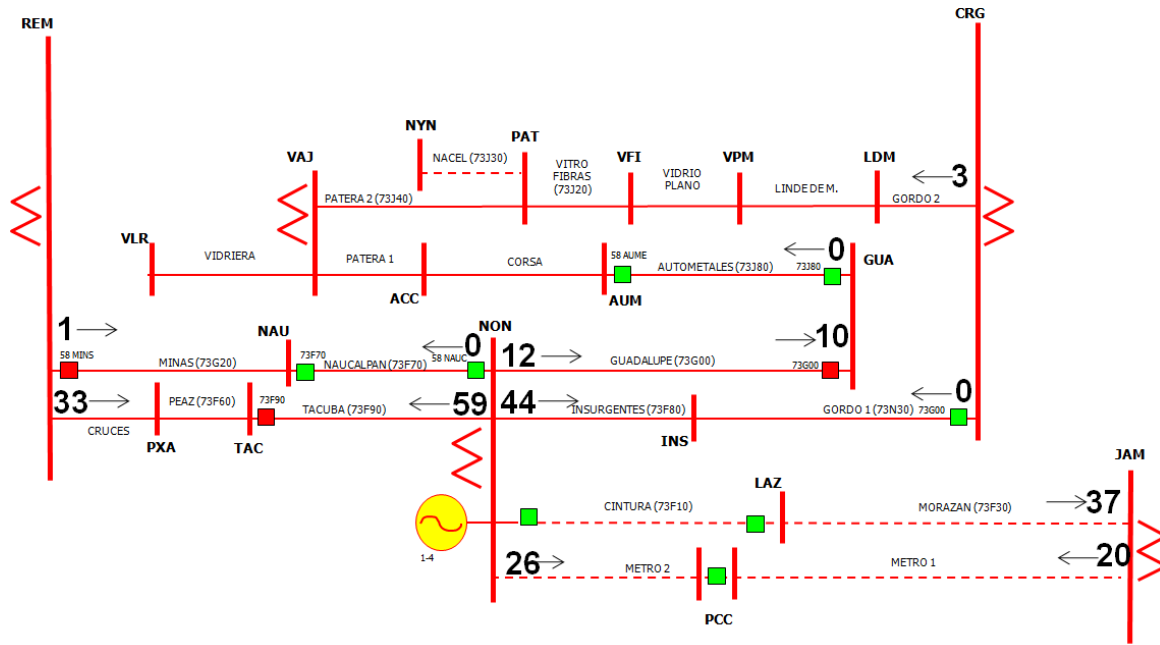 REM
CRG
NYN
PAT
VAJ
NACEL (73J30)
VITRO
FIBRAS
(73J20)
VFI
VIDRIO
PLANO
VPM
LDM
3
PATERA 2 (73J40)
LINDE DE M.
GORDO 2
VLR
VIDRIERA
PATERA 1
CORSA
58 AUME
AUTOMETALES (73J80)
73J80
0
GUA
ACC
AUM
1
NAU
NON
58 MINS
MINAS (73G20)
73F70
NAUCALPAN (73F70)
58 NAUC
0
12
GUADALUPE (73G00)
73G00
10
33
PEAZ (73F60)
73F90
TACUBA (73F90)
59
44
INSURGENTES (73F80)
GORDO 1 (73N30)
73G00
0
CRUCES
PXA
TAC
INS
JAM
LAZ
CINTURA (73F10)
MORAZAN (73F30)
37
1-4
26
METRO 2
METRO 1
20
PCC